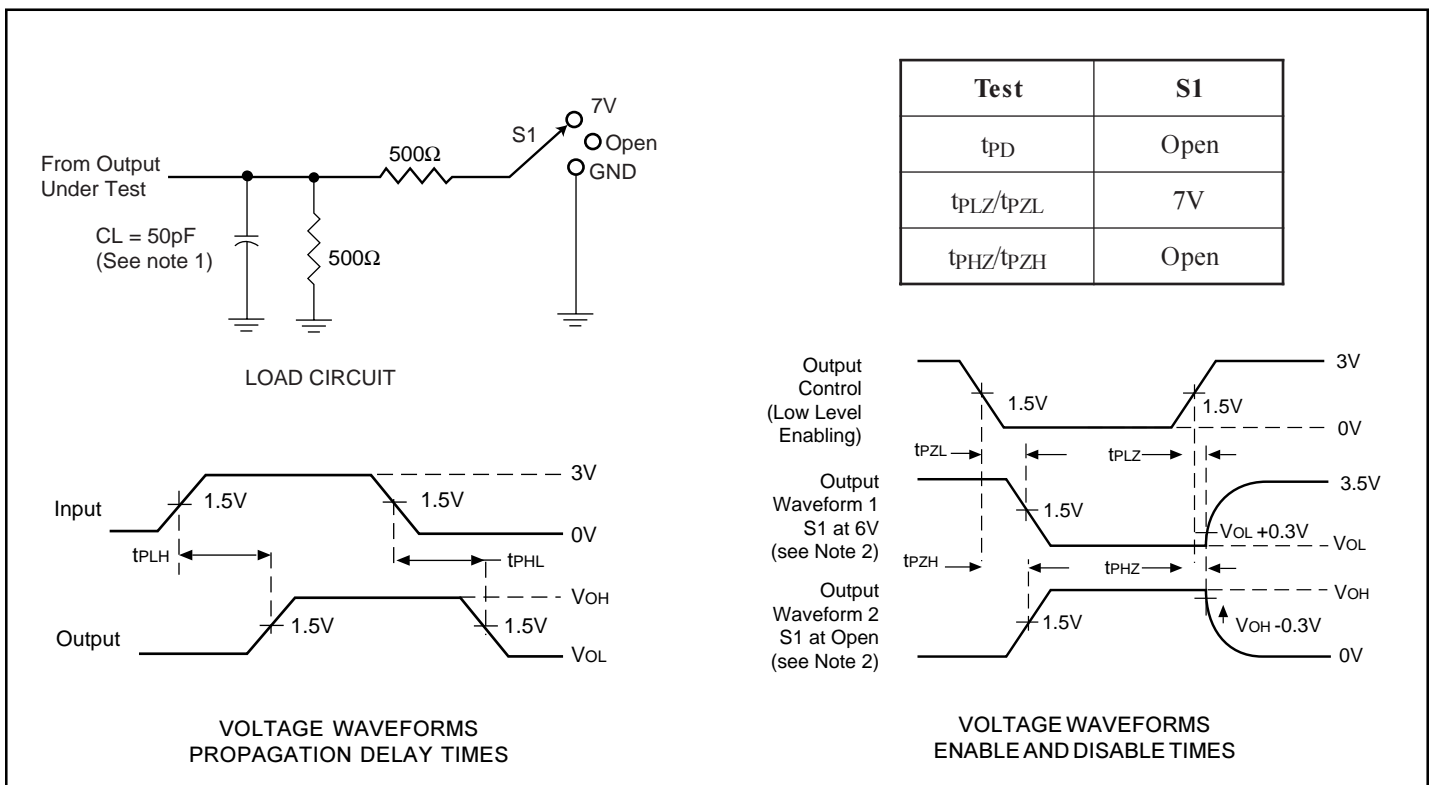 7V
S1
Open
GND
500Ω
From Output
Under Test
CL = 50pF
(See note 1)
500Ω
LOAD CIRCUIT
Test S1
tPD Open
tPLZ/tPZL 7V
tPHZ/tPZH Open
Input
1.5V
1.5V
3V
0V
tPLH
tPHL
Output
1.5V
1.5V
VOH
VOL
VOLTAGE WAVEFORMS
PROPAGATION DELAY TIMES
Output
Control
(Low Level
Enabling)
1.5V
1.5V
3V
0V
tPZL
tPLZ
Output
Waveform 1
S1 at 6V
(see Note 2)
1.5V
3.5V
VOL +0.3V
VOL
tPZH
tPHZ
Output
Waveform 2
S1 at Open
(see Note 2)
1.5V
VOH
VOH -0.3V
0V
VOLTAGE WAVEFORMS
ENABLE AND DISABLE TIMES